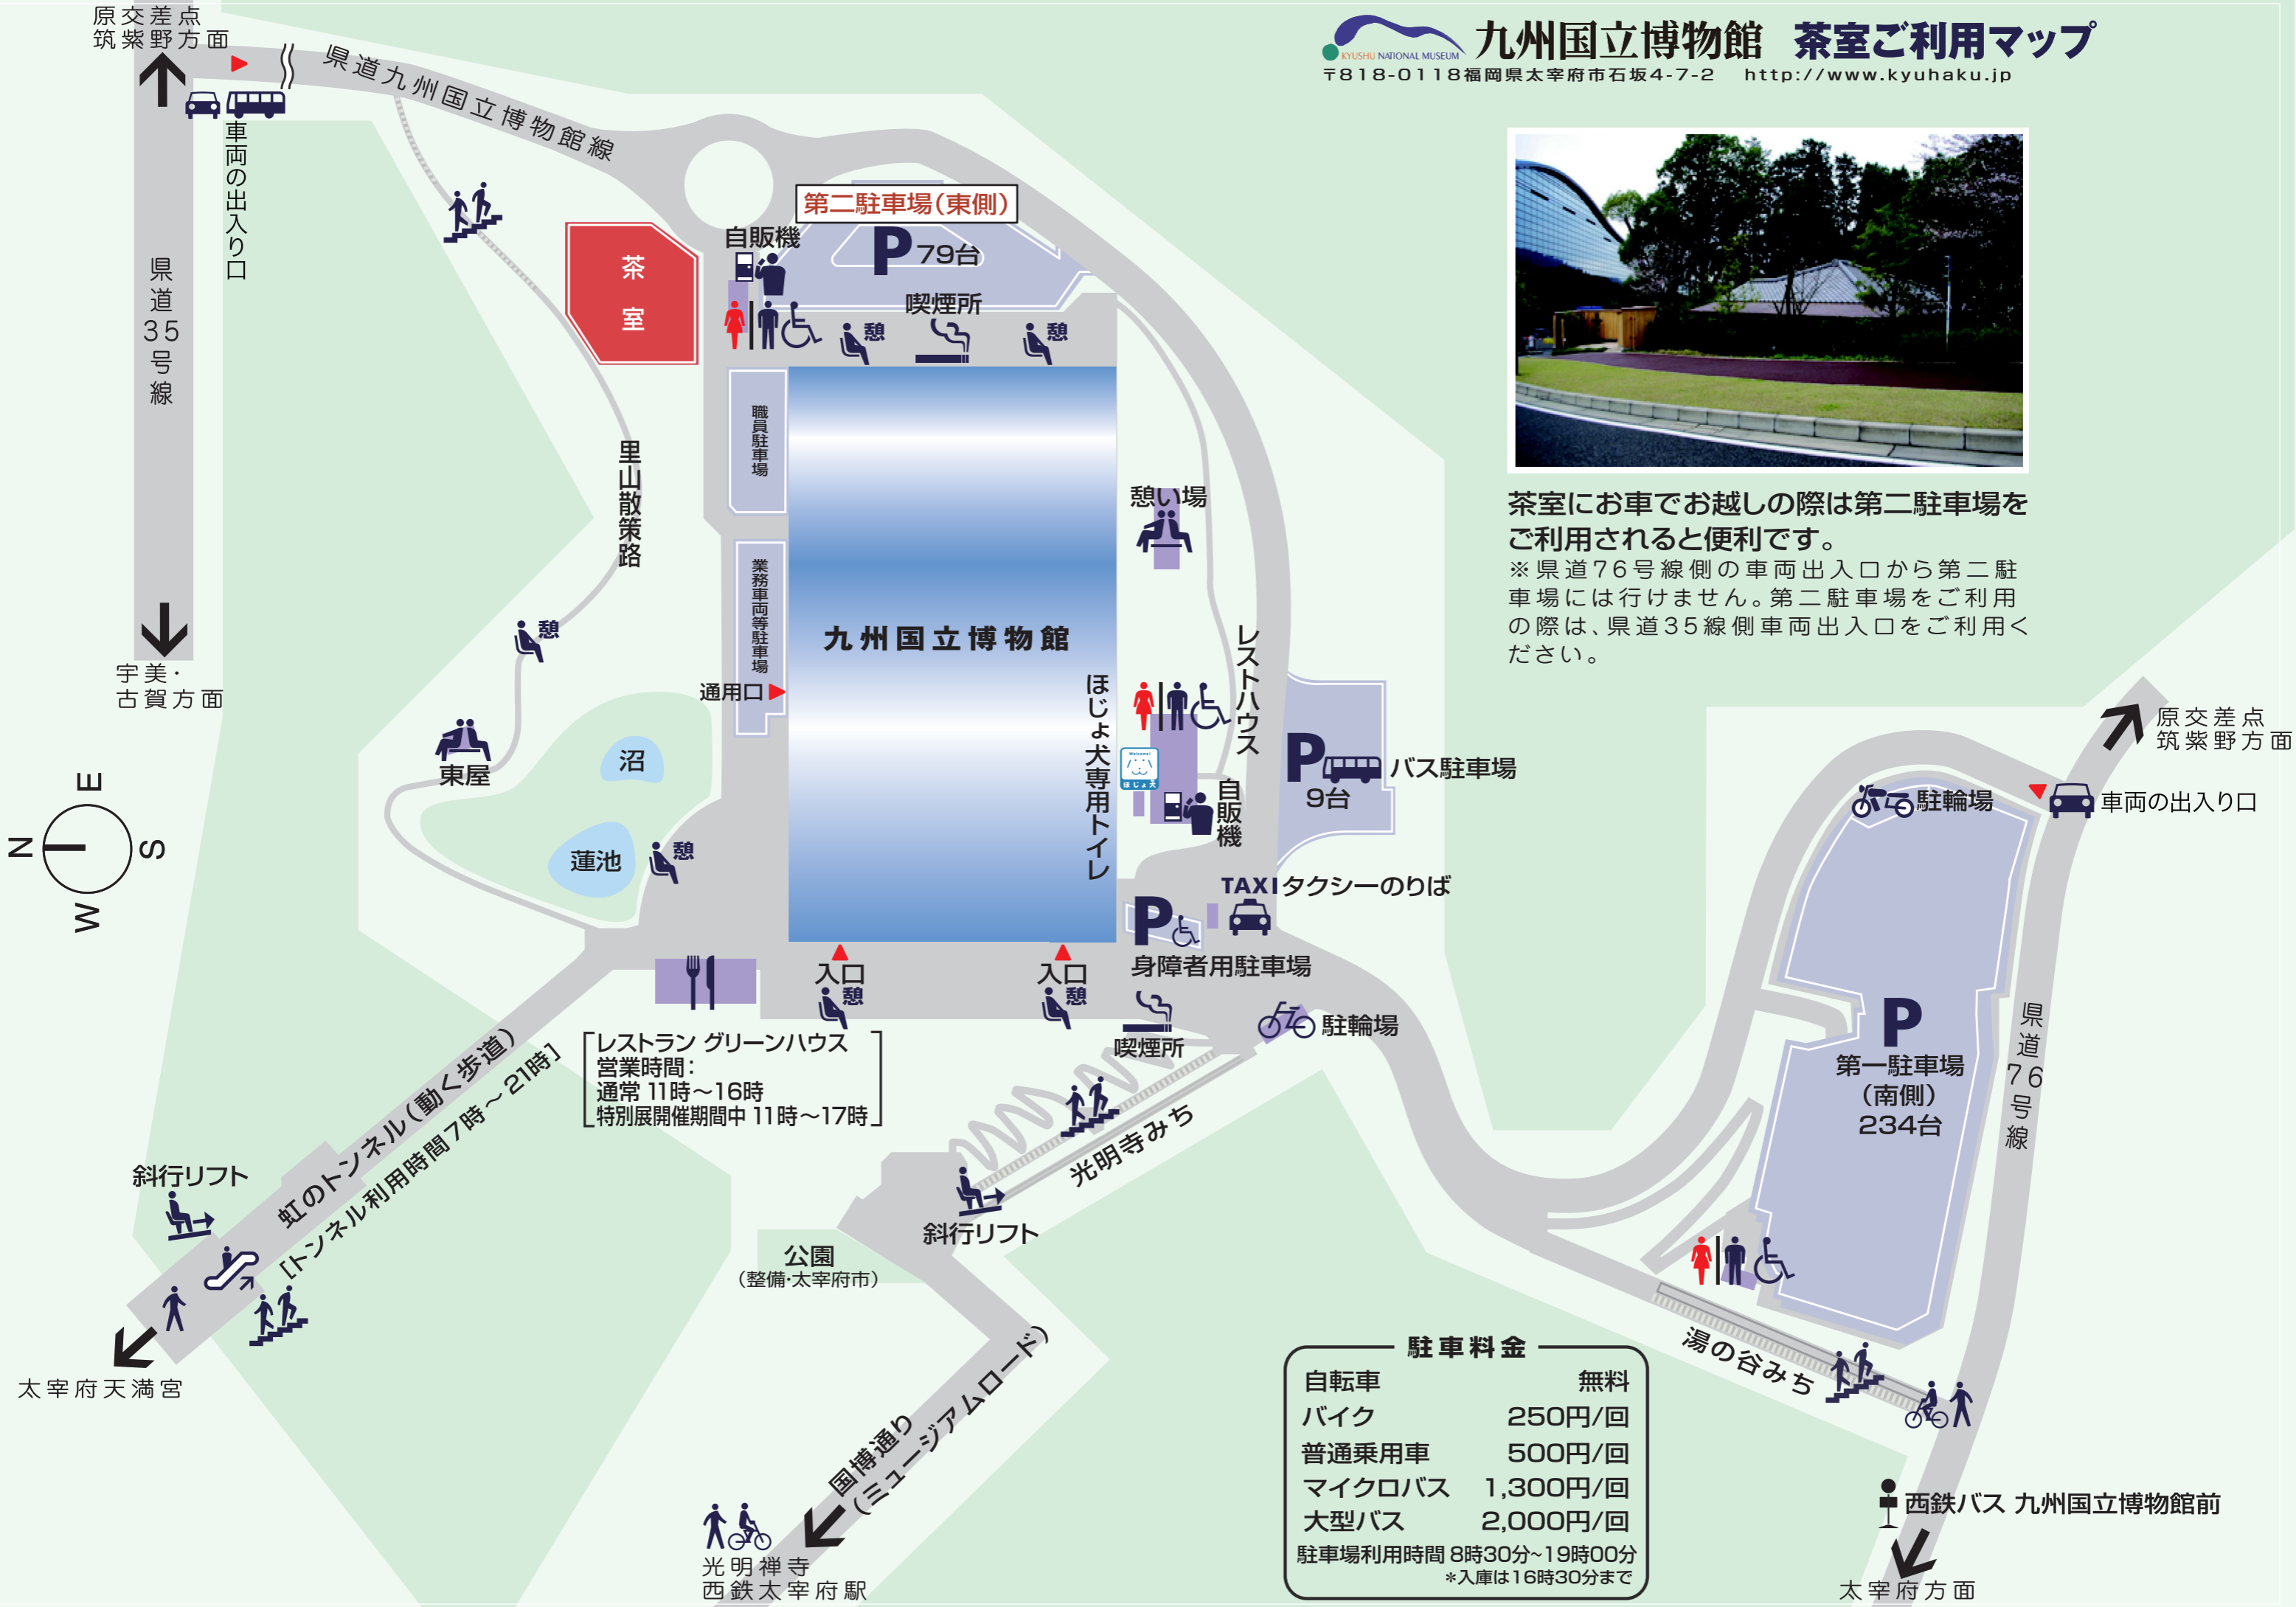 原交差点
筑紫野方面
県道九州国立博物館線
車両の出入り口
県道35号線
宇美・
古賀方面
KYUSHU NATIONAL MUSEUM
九州国立博物館 茶室ご利用マップ
〒818-0118福岡県太宰府市石坂4-7-2 http://www.kyuhaku.jp
第二駐車場(東側)
P 79台
自販機
茶室
喫煙所
憩
憩
職員駐車場
里山散策路
憩い場
業務車両等駐車場
九州国立博物館
通用口
憩
東屋
沼
蓮池
憩
ほじょ犬専用トイレ
レストハウス
Welcome!
ほじょ犬
自販機
P
バス駐車場
9台
TAXI タクシーのりば
P
身障者用駐車場
入口
憩
入口
憩
喫煙所
駐輪場
茶室にお車でお越しの際は第二駐車場を
ご利用されると便利です。
※県道76号線側の車両出入口から第二駐
車場には行けません。第二駐車場をご利用
の際は、県道35線側車両出入口をご利用く
ださい。
原交差点
筑紫野方面
車両の出入り口
駐輪場
P
第一駐車場
(南側)
234台
県道76号線
E
N
S
W
レストラン グリーンハウス
営業時間:
通常 11時〜16時
特別展開催期間中 11時〜17時
虹のトンネル(動く歩道)
[トンネル利用時間7時〜21時]
斜行リフト
太宰府天満宮
光明寺みち
斜行リフト
公園
(整備・太宰府市)
国博通り
(ミュージアムロード)
光明禅寺
西鉄太宰府駅
湯の谷みち
駐車料金
自転車 無料
バイク 250円/回
普通乗用車 500円/回
マイクロバス 1,300円/回
大型バス 2,000円/回
駐車場利用時間 8時30分~19時00分
*入庫は16時30分まで
西鉄バス 九州国立博物館前
太宰府方面